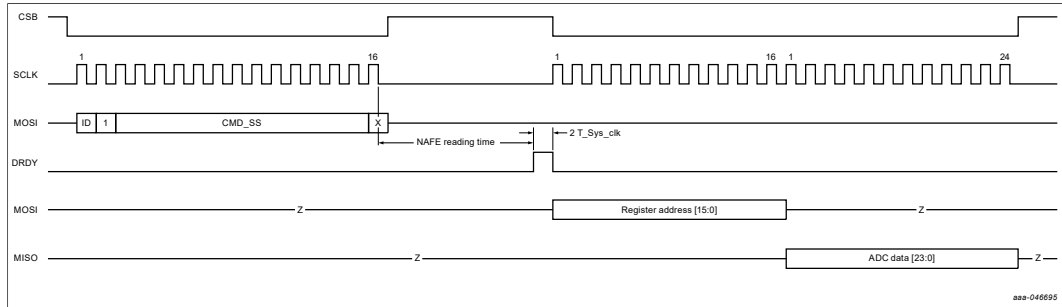 CSB
1 16 1 16 1 24
SCLK
MOSI ID 1 CMD_SS X
NAFE reading time 2 T_Sys_clk
DRDY
MOSI Z Register address [15:0] Z
MISO Z ADC data [23:0] Z
aaa-046695